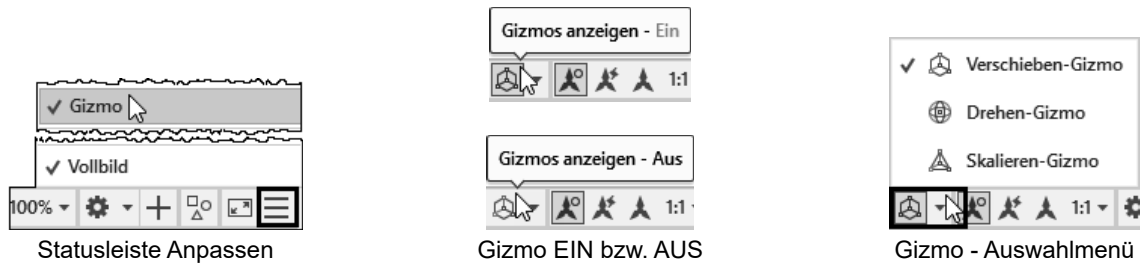 ✓ Gizmo
✓ Vollbild
100%
Statusleiste Anpassen
Gizmos anzeigen - Ein
1:1
Gizmos anzeigen - Aus
1:1
Gizmo EIN bzw. AUS
✓ Verschieben-Gizmo
Drehen-Gizmo
Skalieren-Gizmo
1:1
Gizmo - Auswahlmenü